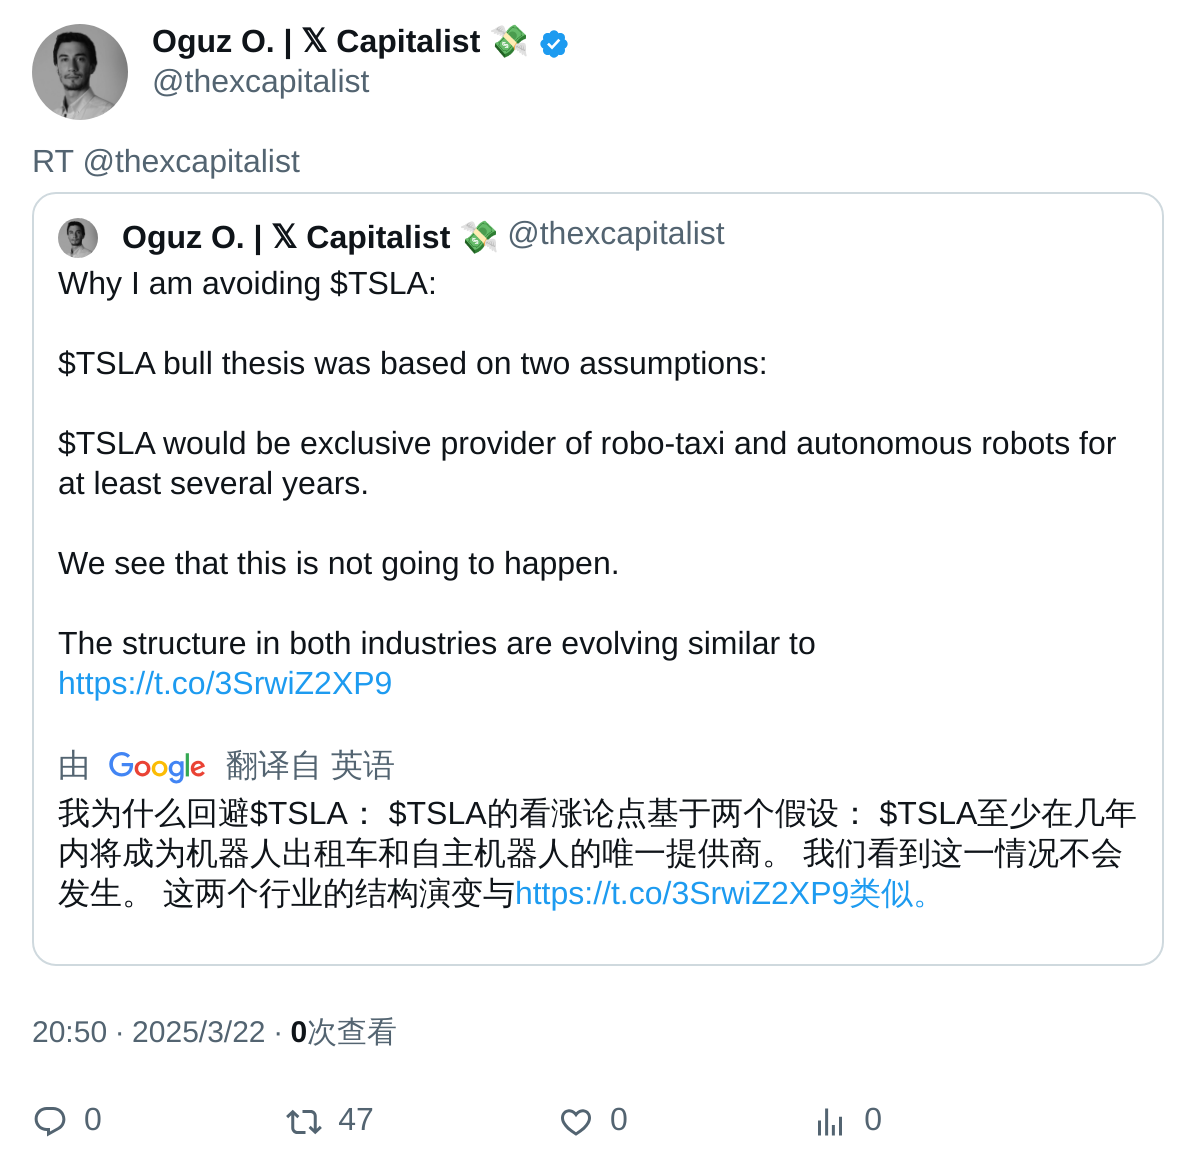 Oguz O. | 𝕏 Capitalist 💸
@thexcapitalist
RT @thexcapitalist
Oguz O. | 𝕏 Capitalist 💸 @thexcapitalist
Why I am avoiding $TSLA:
$TSLA bull thesis was based on two assumptions:
$TSLA would be exclusive provider of robo-taxi and autonomous robots for
at least several years.
We see that this is not going to happen.
The structure in both industries are evolving similar to
https://t.co/3SrwiZ2XP9
由 Google 翻译自 英语
我为什么回避$TSLA： $TSLA的看涨论点基于两个假设： $TSLA至少在几年
内将成为机器人出租车和自主机器人的唯一提供商。 我们看到这一情况不会
发生。 这两个行业的结构演变与https://t.co/3SrwiZ2XP9类似。
20:50 · 2025/3/22 · 0次查看
0 47 0 0